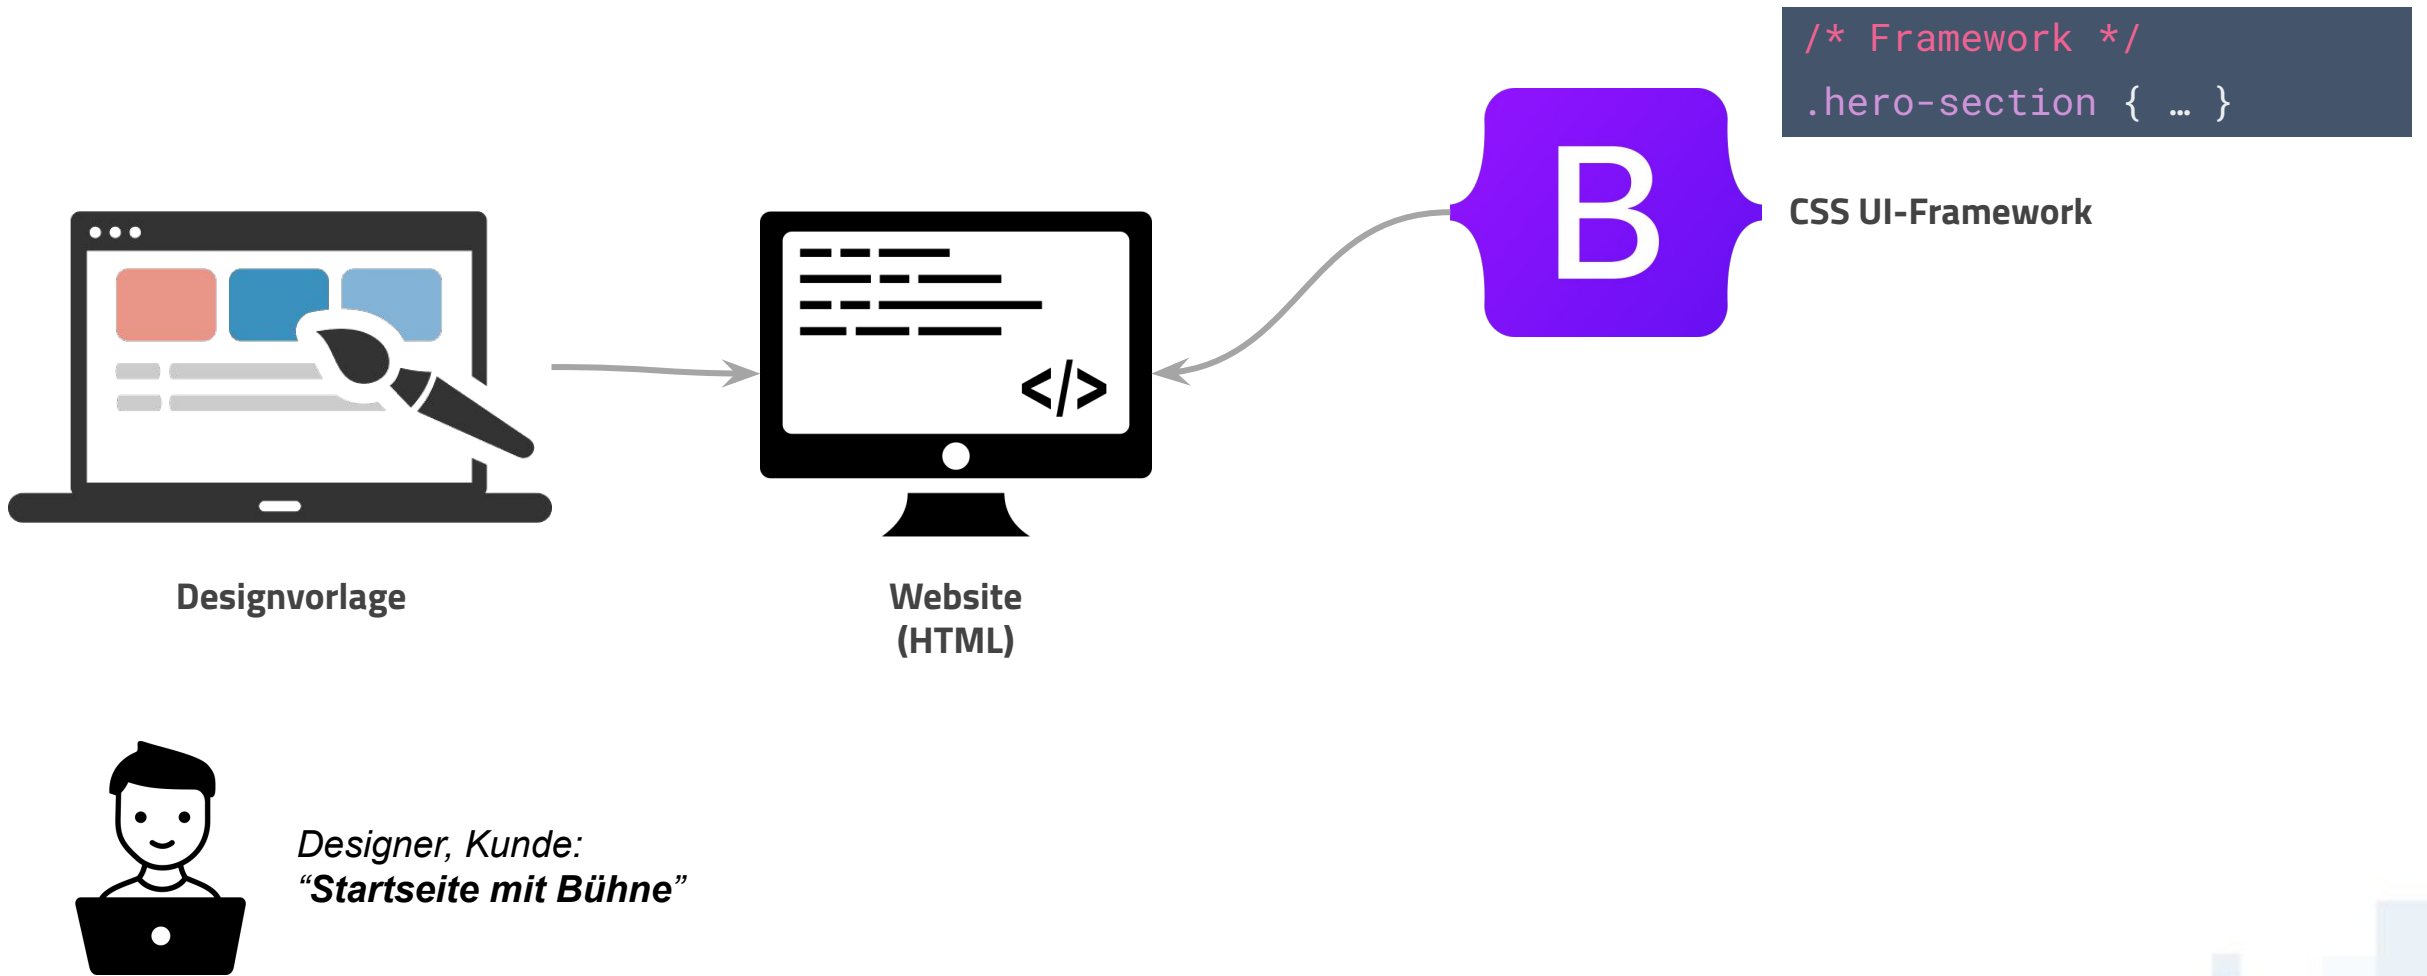 /* Framework */
.hero-section { … }
B
CSS UI-Framework
</>
Designvorlage
Website
(HTML)
Designer, Kunde:
“Startseite mit Bühne”